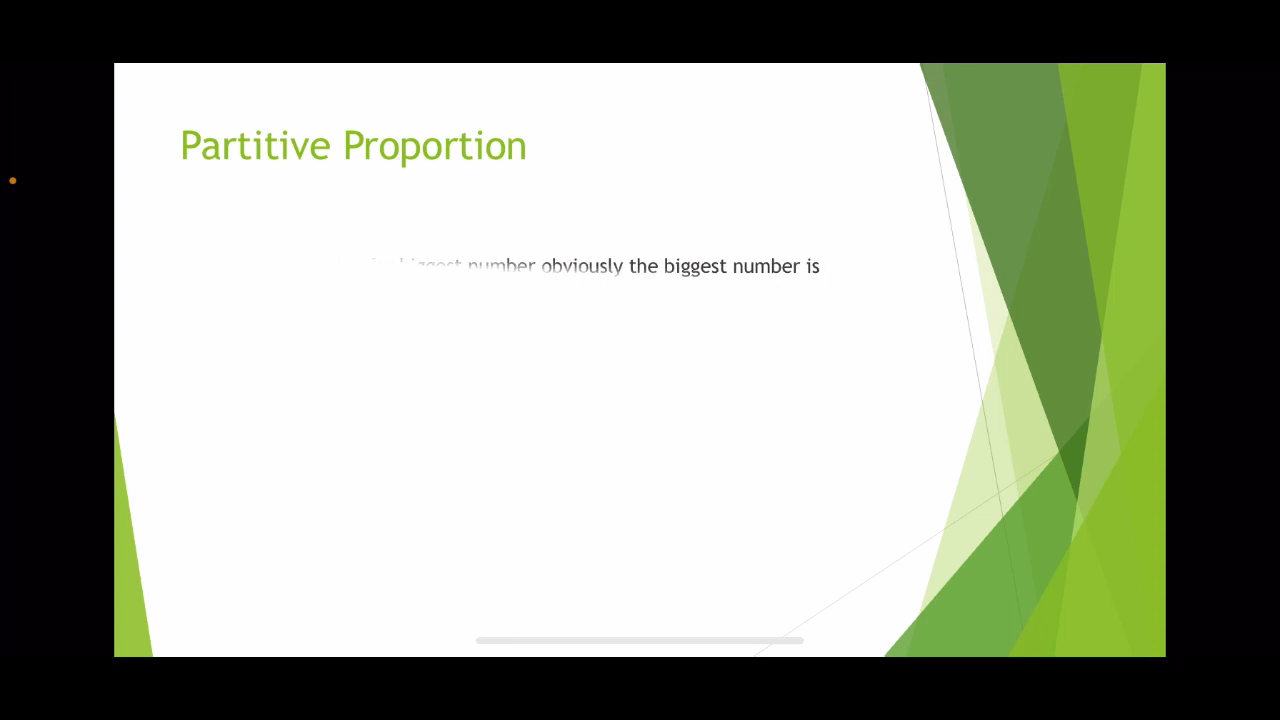 Partitive Proportion
biggest number obviously the biggest number is